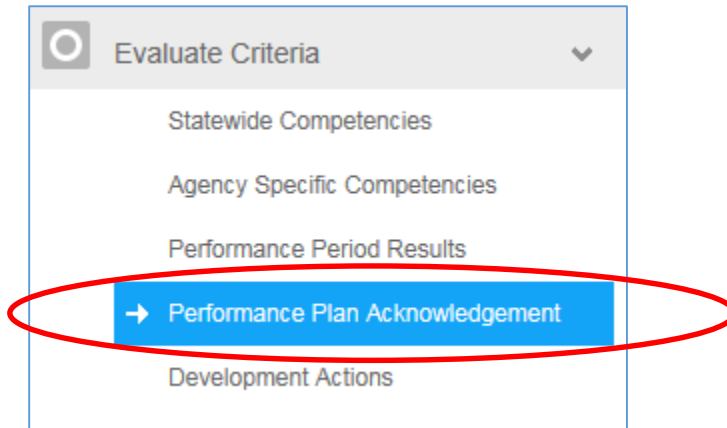 Evaluate Criteria
Statewide Competencies
Agency Specific Competencies
Performance Period Results
Performance Plan Acknowledgement
Development Actions